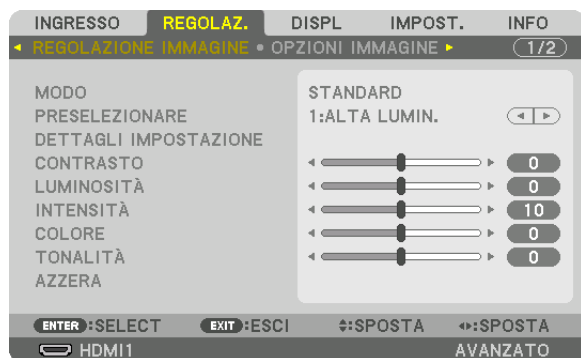 INGRESSO REGOLAZ. DISPL IMPOST. INFO
REGOLAZIONE IMMAGINE OPZIONI IMMAGINE 1/2
MODO STANDARD
PRESELEZIONARE 1:ALTA LUMIN.
DETTAGLI IMPOSTAZIONE
CONTRASTO 0
LUMINOSITÀ 0
INTENSITÀ 10
COLORE 0
TONALITÀ 0
AZZERA
ENTER:SELECT EXIT:ESCI :SPOSTA :SPOSTA
HDMI1 AVANZATO